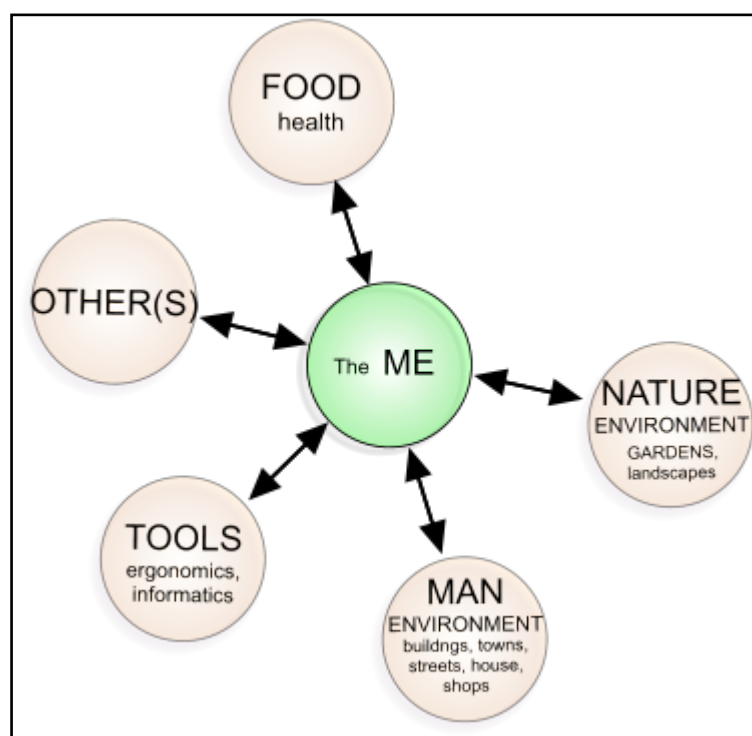 FOOD
health
OTHER(S)
The ME
NATURE
ENVIRONMENT
GARDENS,
landscapes
TOOLS
ergonomics,
informatics
MAN
ENVIRONMENT
buildngs, towns,
streets, house,
shops